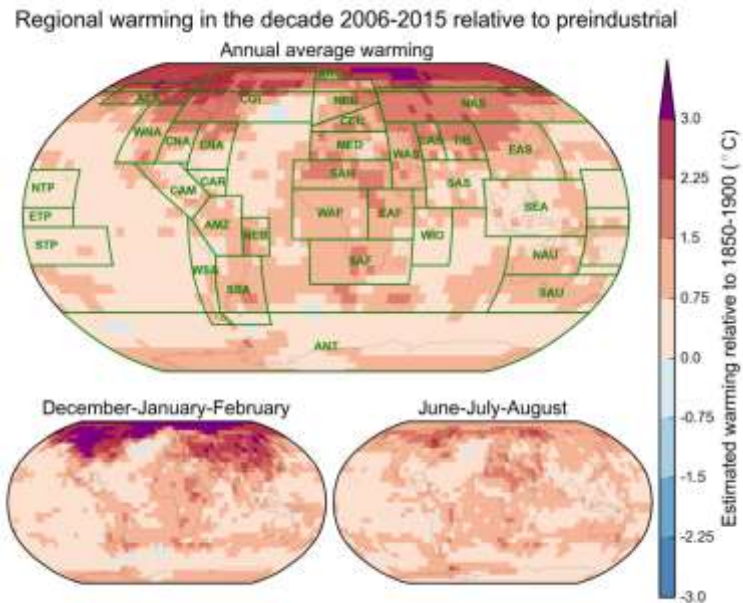 Regional warming in the decade 2006-2015 relative to preindustrial
Annual average warming
ALA
CGI
NEU
NAS
CEU
WNA
CNA
ENA
MED
WAS
CAS
TIB
EAS
SAH
CAM
CAR
SAS
NTP
ETP
STP
AMZ
NEB
WAF
EAF
SEA
WIO
WSA
SSA
SAF
NAU
SAU
ANT
3.0
2.25
1.5
0.75
0.0
-0.75
-1.5
-2.25
-3.0
Estimated warming relative to 1850-1900 (°C)
December-January-February
June-July-August